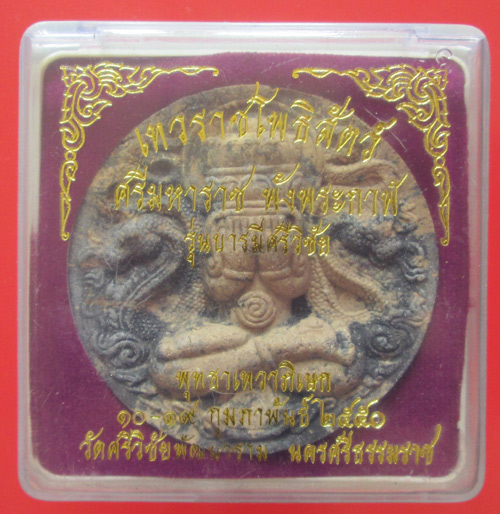 เทวราชโพธิสัตว์
ศรีมหาราช พังพระกาฬ
รุ่นบารมีศรีวิชัย
พุทธาเทวาภิเษก
๑๐-๑๙ กุมภาพันธ์ ๒๕๕๑
วัดศรีวิชัย นครศรีธรรมราช